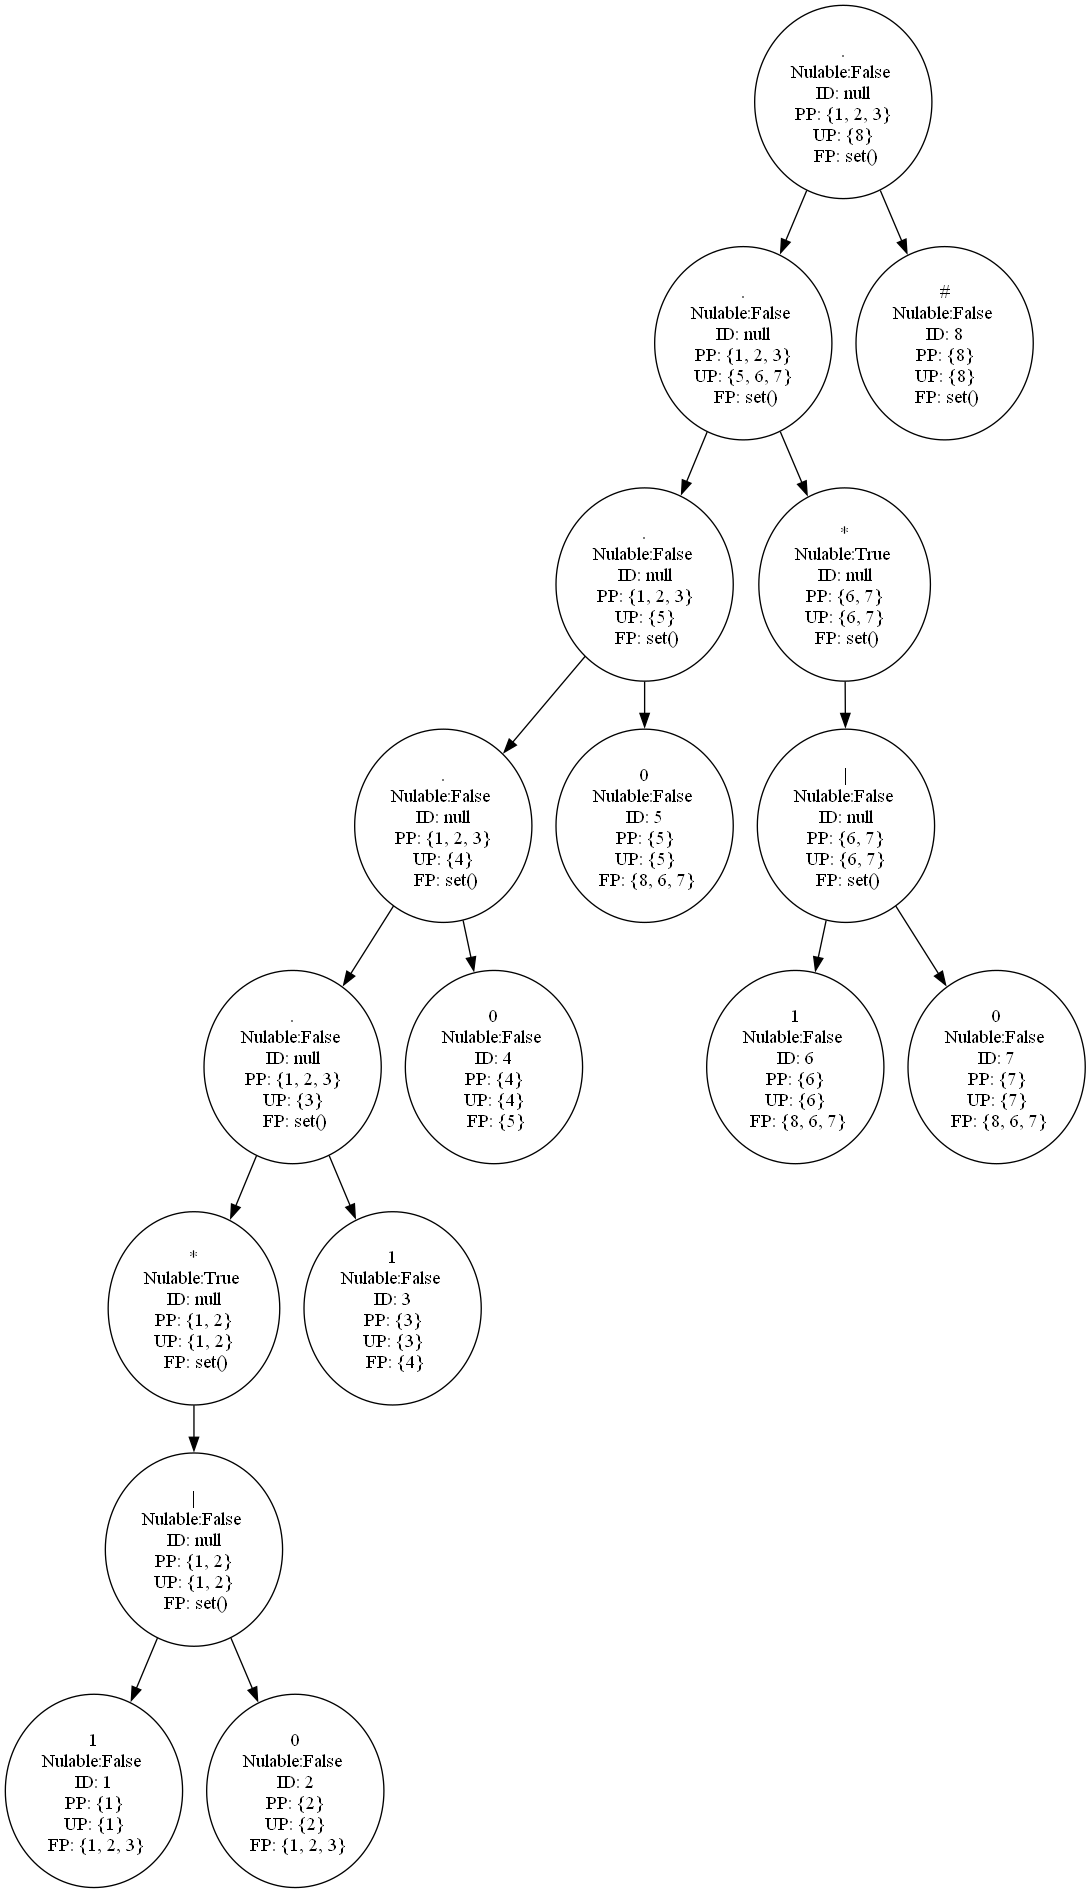 .
Nulable:False
ID: null
PP: {1, 2, 3}
UP: {8}
FP: set()
.
Nulable:False
ID: null
PP: {1, 2, 3}
UP: {5, 6, 7}
FP: set()
#
Nulable:False
ID: 8
PP: {8}
UP: {8}
FP: set()
.
Nulable:False
ID: null
PP: {1, 2, 3}
UP: {5}
FP: set()
*
Nulable:True
ID: null
PP: {6, 7}
UP: {6, 7}
FP: set()
.
Nulable:False
ID: null
PP: {1, 2, 3}
UP: {4}
FP: set()
0
Nulable:False
ID: 5
PP: {5}
UP: {5}
FP: {8, 6, 7}
|
Nulable:False
ID: null
PP: {6, 7}
UP: {6, 7}
FP: set()
.
Nulable:False
ID: null
PP: {1, 2, 3}
UP: {3}
FP: set()
0
Nulable:False
ID: 4
PP: {4}
UP: {4}
FP: {5}
1
Nulable:False
ID: 6
PP: {6}
UP: {6}
FP: {8, 6, 7}
0
Nulable:False
ID: 7
PP: {7}
UP: {7}
FP: {8, 6, 7}
*
Nulable:True
ID: null
PP: {1, 2}
UP: {1, 2}
FP: set()
1
Nulable:False
ID: 3
PP: {3}
UP: {3}
FP: {4}
|
Nulable:False
ID: null
PP: {1, 2}
UP: {1, 2}
FP: set()
1
Nulable:False
ID: 1
PP: {1}
UP: {1}
FP: {1, 2, 3}
0
Nulable:False
ID: 2
PP: {2}
UP: {2}
FP: {1, 2, 3}